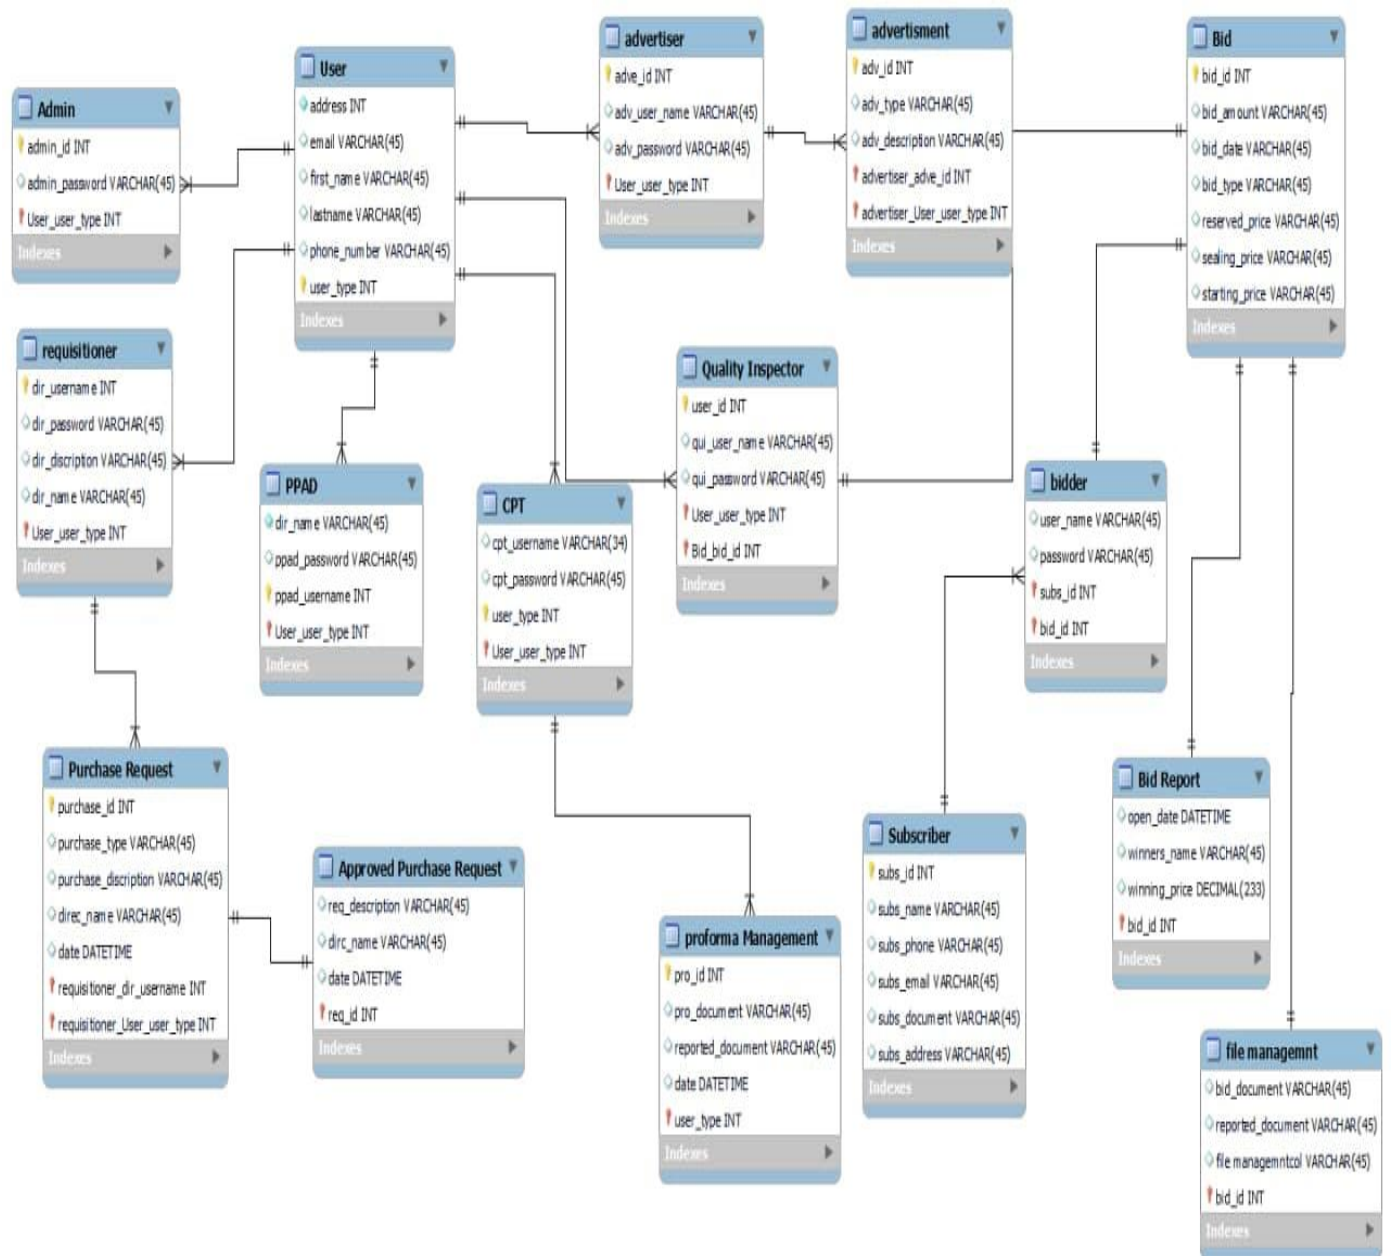 Admin
admin_id INT
admin_password VARCHAR(45)
User_user_type INT
Indexes
User
address INT
email VARCHAR(45)
first_name VARCHAR(45)
lastname VARCHAR(45)
phone_number VARCHAR(45)
user_type INT
Indexes
advertiser
adve_id INT
adv_user_name VARCHAR(45)
adv_password VARCHAR(45)
User_user_type INT
Indexes
advertisment
adv_id INT
adv_type VARCHAR(45)
adv_description VARCHAR(45)
advertiser_adve_id INT
advertiser_User_user_type INT
Indexes
Bid
bid_id INT
bid_amount VARCHAR(45)
bid_date VARCHAR(45)
bid_type VARCHAR(45)
reserved_price VARCHAR(45)
sealing_price VARCHAR(45)
starting_price VARCHAR(45)
Indexes
requisitioner
dir_username INT
dir_password VARCHAR(45)
dir_discription VARCHAR(45)
dir_name VARCHAR(45)
User_user_type INT
Indexes
PPAD
dir_name VARCHAR(45)
ppad_password VARCHAR(45)
ppad_username INT
User_user_type INT
Indexes
CPT
cpt_username VARCHAR(34)
cpt_password VARCHAR(45)
user_type INT
User_user_type INT
Indexes
Quality Inspector
user_id INT
qui_user_name VARCHAR(45)
qui_password VARCHAR(45)
User_user_type INT
Bid_bid_id INT
Indexes
bidder
user_name VARCHAR(45)
password VARCHAR(45)
subs_id INT
bid_id INT
Indexes
Purchase Request
purchase_id INT
purchase_type VARCHAR(45)
purchase_discription VARCHAR(45)
direc_name VARCHAR(45)
date DATETIME
requisitioner_dir_username INT
requisitioner_User_user_type INT
Indexes
Approved Purchase Request
req_description VARCHAR(45)
dirc_name VARCHAR(45)
date DATETIME
req_id INT
Indexes
proforma Management
pro_id INT
pro_document VARCHAR(45)
reported_document VARCHAR(45)
date DATETIME
user_type INT
Indexes
Subscriber
subs_id INT
subs_name VARCHAR(45)
subs_phone VARCHAR(45)
subs_email VARCHAR(45)
subs_document VARCHAR(45)
subs_address VARCHAR(45)
Indexes
Bid Report
open_date DATETIME
winners_name VARCHAR(45)
winning_price DECIMAL(233)
bid_id INT
Indexes
file managemnt
bid_document VARCHAR(45)
reported_document VARCHAR(45)
file managemntcol VARCHAR(45)
bid_id INT
Indexes